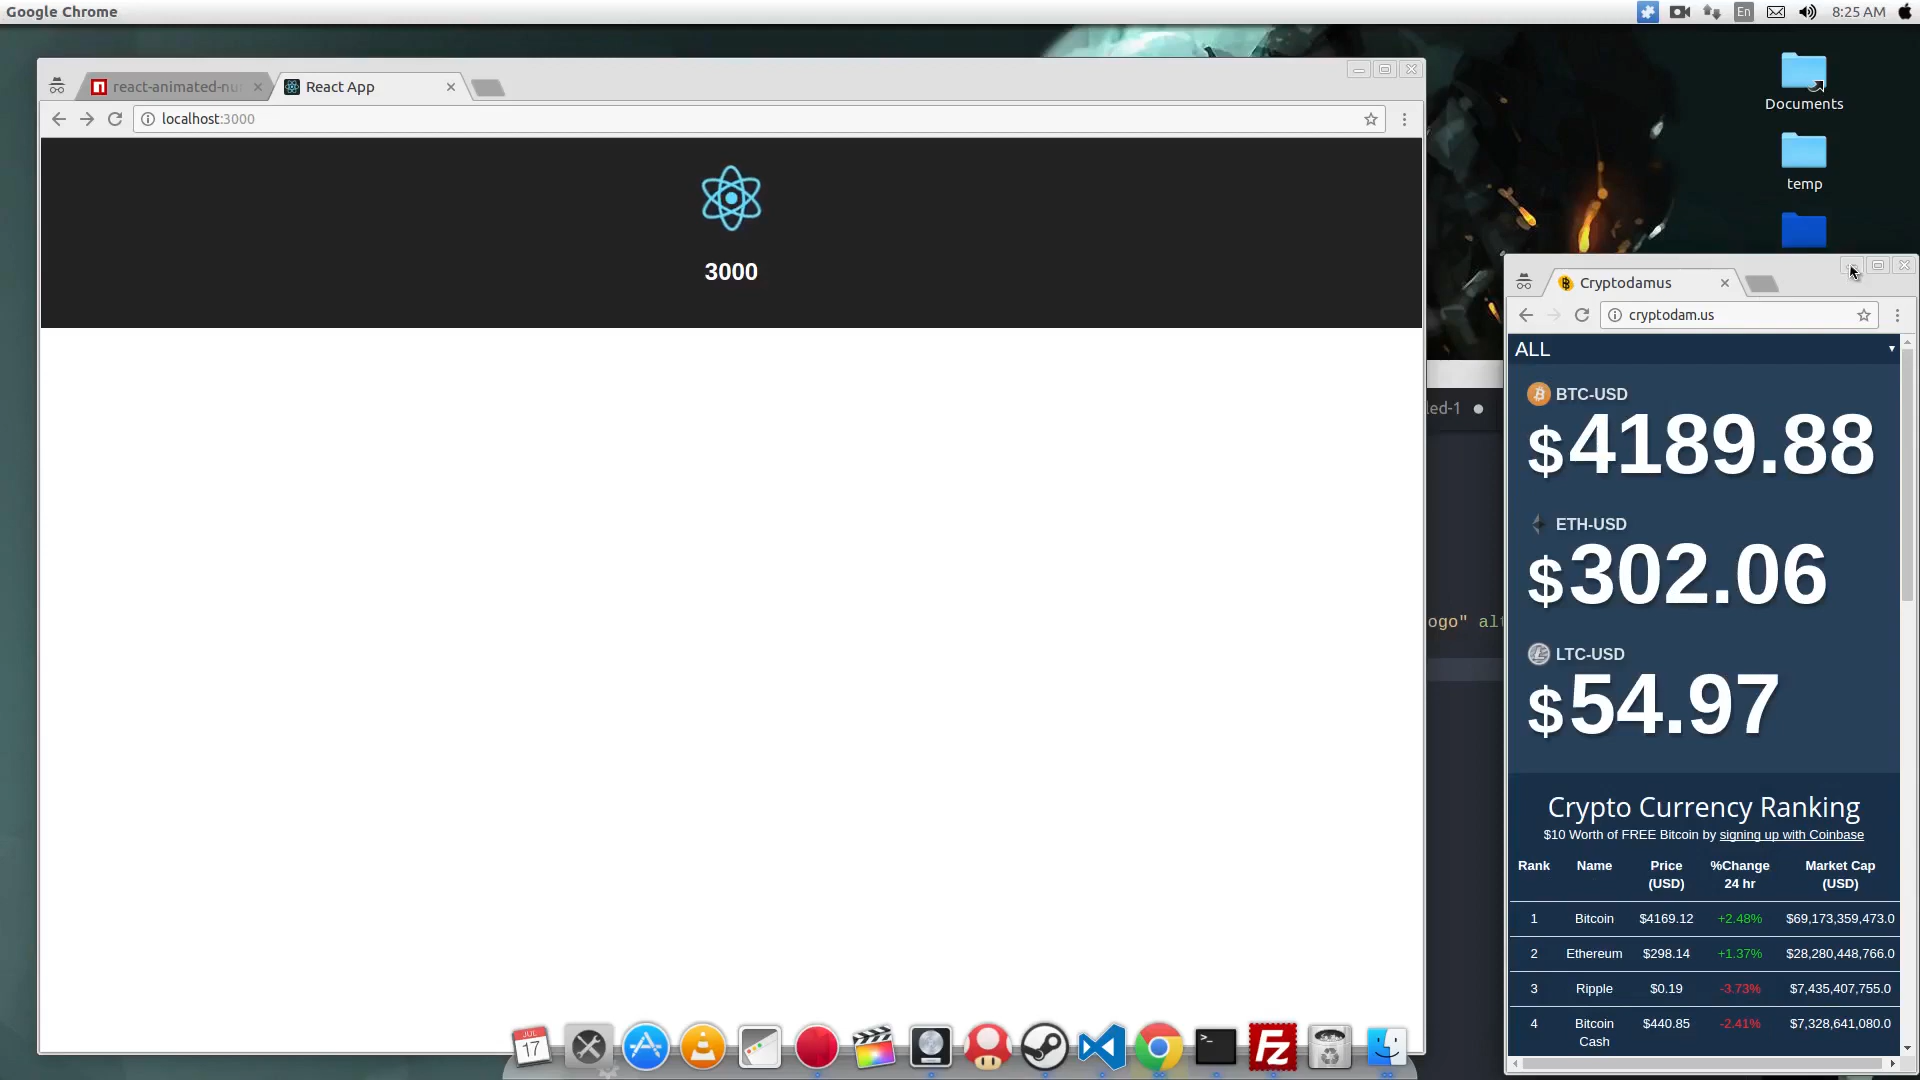 Google Chrome
En
8:25 AM
react-animated-nu
React App
localhost:3000
3000
Documents
temp
Cryptodamus
cryptodam.us
ALL
led-1
BTC-USD
$4189.88
ETH-USD
$302.06
ogo" alt
LTC-USD
$54.97
Crypto Currency Ranking
$10 Worth of FREE Bitcoin by signing up with Coinbase
Rank Name Price (USD) %Change 24 hr Market Cap (USD)
1 Bitcoin $4169.12 +2.48% $69,173,359,473.0
2 Ethereum $298.14 +1.37% $28,280,448,766.0
3 Ripple $0.19 -3.73% $7,435,407,755.0
4 Bitcoin Cash $440.85 -2.41% $7,328,641,080.0
JUL
17
>_
FZ